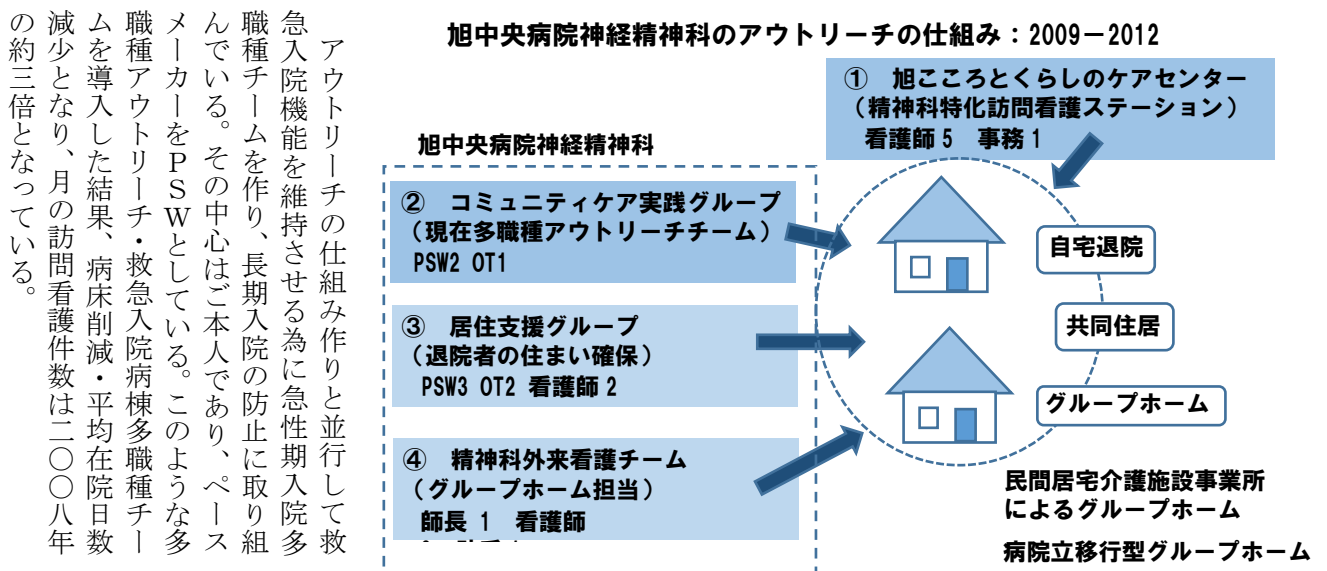 アウトリーチの仕組み作りと並行して救
急入院機能を維持させる為に急性期入院多
職種チームを作り、長期入院の防止に取り組
んでいる。その中心はご本人であり、ペース
メーカーをPSWとしている。このような多
職種アウトリーチ・救急入院病棟多職種チー
ムを導入した結果、病床削減・平均在院日数
減少となり、月の訪問看護件数は二〇〇八年
の約三倍となっている。
旭中央病院神経精神科のアウトリーチの仕組み：2009－2012
① 旭こころとくらしのケアセンター
（精神科特化訪問看護ステーション）
看護師5 事務1
旭中央病院神経精神科
② コミュニティケア実践グループ
（現在多職種アウトリーチチーム）
PSW2 OT1
③ 居住支援グループ
（退院者の住まい確保）
PSW3 OT2 看護師2
④ 精神科外来看護チーム
（グループホーム担当）
師長 1 看護師
自宅退院
共同住居
グループホーム
民間居宅介護施設事業所
によるグループホーム
病院立移行型グループホーム